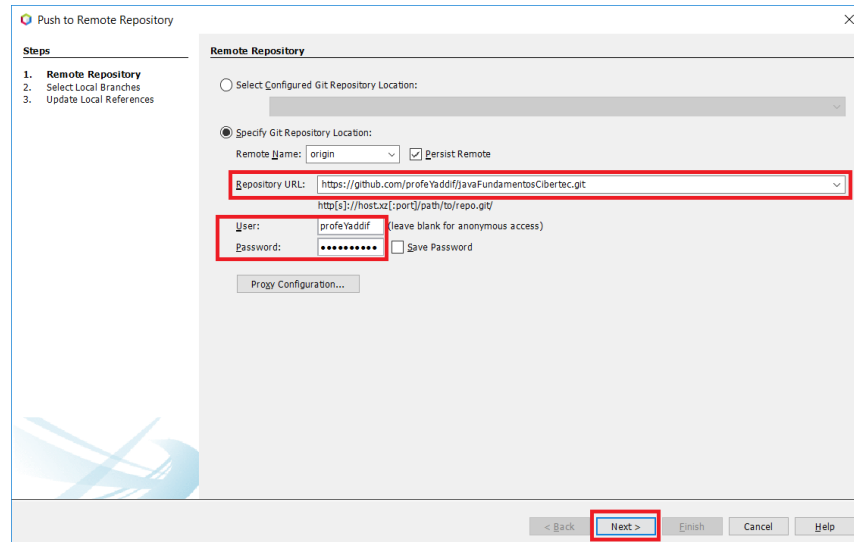 Push to Remote Repository
Steps
1. Remote Repository
2. Select Local Branches
3. Update Local References
Remote Repository
Select Configured Git Repository Location:
Specify Git Repository Location:
Remote Name: origin Persist Remote
Repository URL: https://github.com/profeYaddif/javaFundamentosCibertec.git
http[s]://host.xz[:port]/path/to/repo.git/
User: profeYaddif (leave blank for anonymous access)
Password: •••••••••• Save Password
Proxy Configuration...
< Back Next > Finish Cancel Help